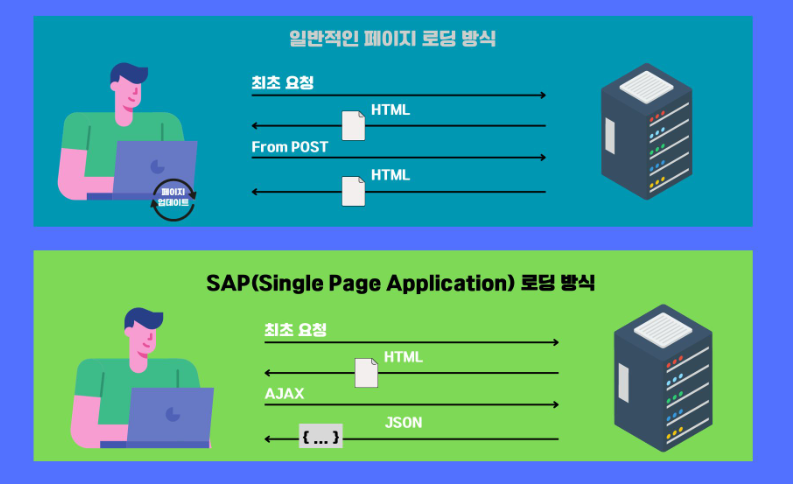 일반적인 페이지 로딩 방식
최초 요청
HTML
From POST
HTML
페이지
업데이트
SAP(Single Page Application) 로딩 방식
최초 요청
HTML
AJAX
JSON
{ ... }